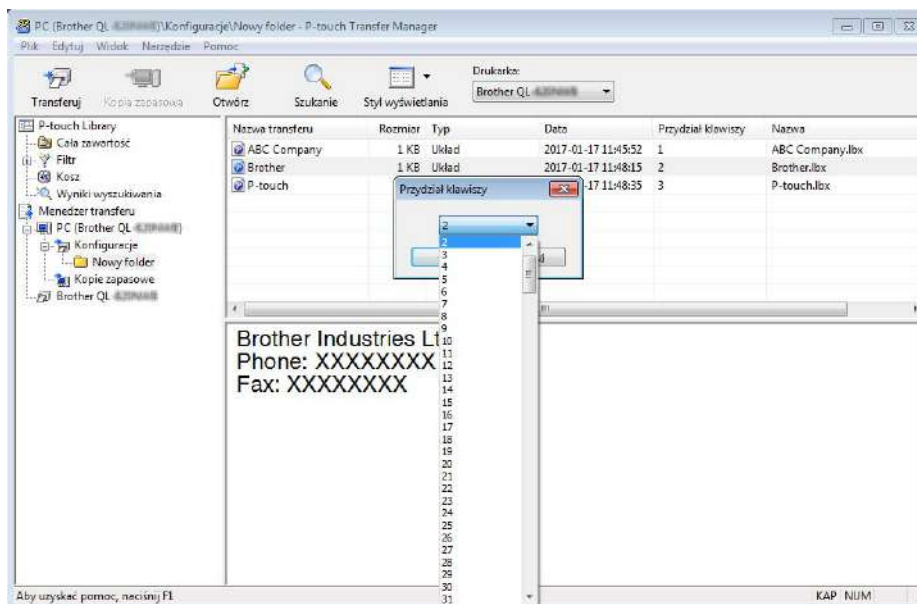 PC (Brother QL \Konfiguracje\Nowy folder - P-touch Transfer Manager
Plik Edytuj Widok Narzędzie Pomoc
Drukarka:
Brother QL
Transferuj Kopia zapasowa Otwórz Szukanie Styl wyświetlania
P-touch Library
Cała zawartość
Filtr
Kosz
Wyniki wyszukiwania
Menedżer transferu
PC (Brother QL
Konfiguracje
Nowy folder
Kopie zapasowe
Brother QL
Nazwa transferu Rozmiar Typ Data Przydział klawiszy Nazwa
ABC Company 1 KB Układ 2017-01-17 11:45:52 1 ABC Company.lbx
Brother 1 KB Układ 2017-01-17 11:48:15 2 Brother.lbx
P-touch -17 11:48:35 3 P-touch.lbx
Przydział klawiszy
2
2
3
4
5
6
7
8
9
10
11
12
13
14
15
16
17
18
19
20
21
22
23
24
25
26
27
28
29
30
31
Brother Industries Lt
Phone: XXXXXXXX
Fax: XXXXXXXX
Aby uzyskać pomoc, naciśnij F1
KAP NUM